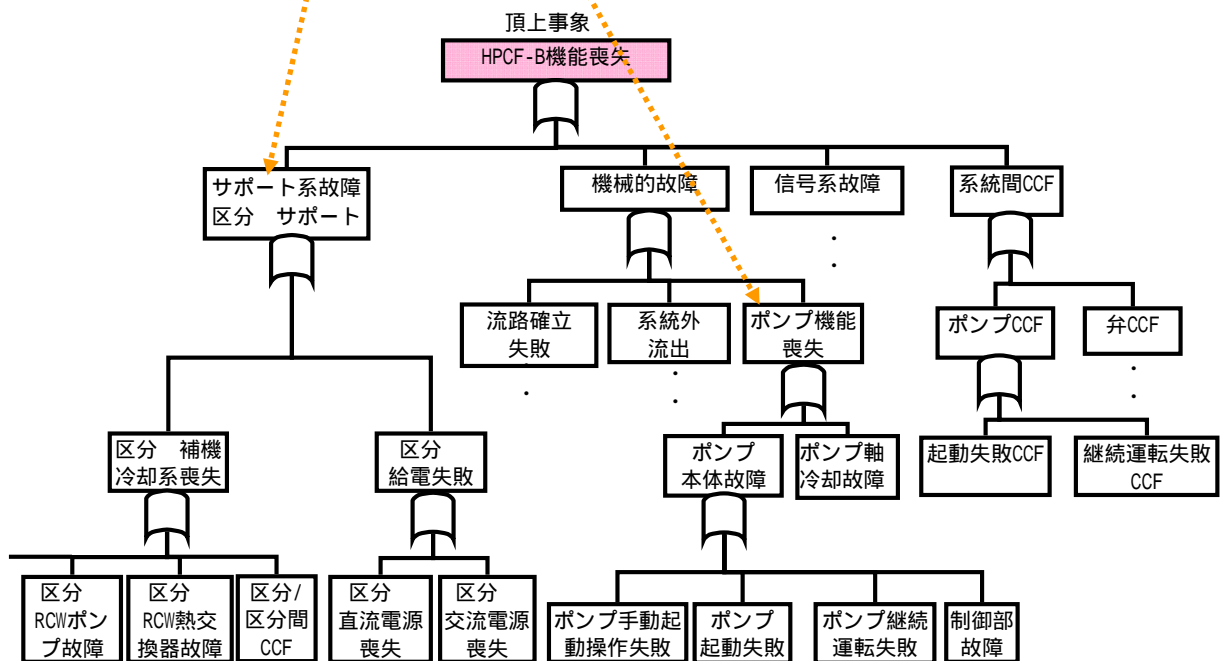 頂上事象
HPCF-B機能喪失
サポート系故障
区分 サポート
機械的故障
信号系故障
系統間CCF
流路確立
失敗
系統外
流出
ポンプ機能
喪失
ポンプCCF
弁CCF
区分 補機
冷却系喪失
区分
給電失敗
ポンプ
本体故障
ポンプ軸
冷却故障
起動失敗CCF
継続運転失敗
CCF
区分
RCWポン
プ故障
区分
RCW熱交
換器故障
区分/
区分間
CCF
区分
直流電源
喪失
区分
交流電源
喪失
ポンプ手動起
動操作失敗
ポンプ
起動失敗
ポンプ継続
運転失敗
制御部
故障